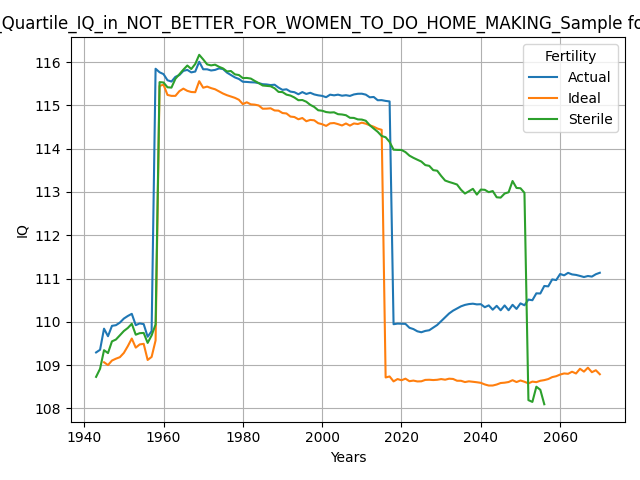 _Quartile_IQ_in_NOT_BETTER_FOR_WOMEN_TO_DO_HOME_MAKING_Sample fo
Fertility
Actual
Ideal
Sterile
116
115
114
113
112
111
110
109
108
IQ
1940 1960 1980 2000 2020 2040 2060
Years